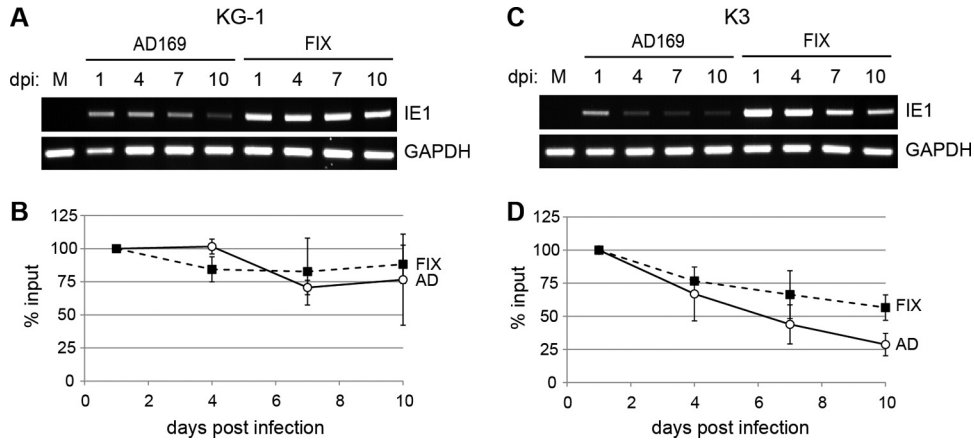 A
KG-1
AD169 FIX
dpi: M 1 4 7 10 1 4 7 10
IE1
GAPDH
B
125
100
75
50
25
0
% input
FIX
AD
0 2 4 6 8 10
days post infection
C
K3
AD169 FIX
dpi: M 1 4 7 10 1 4 7 10
IE1
GAPDH
D
125
100
75
50
25
0
% input
FIX
AD
0 2 4 6 8 10
days post infection